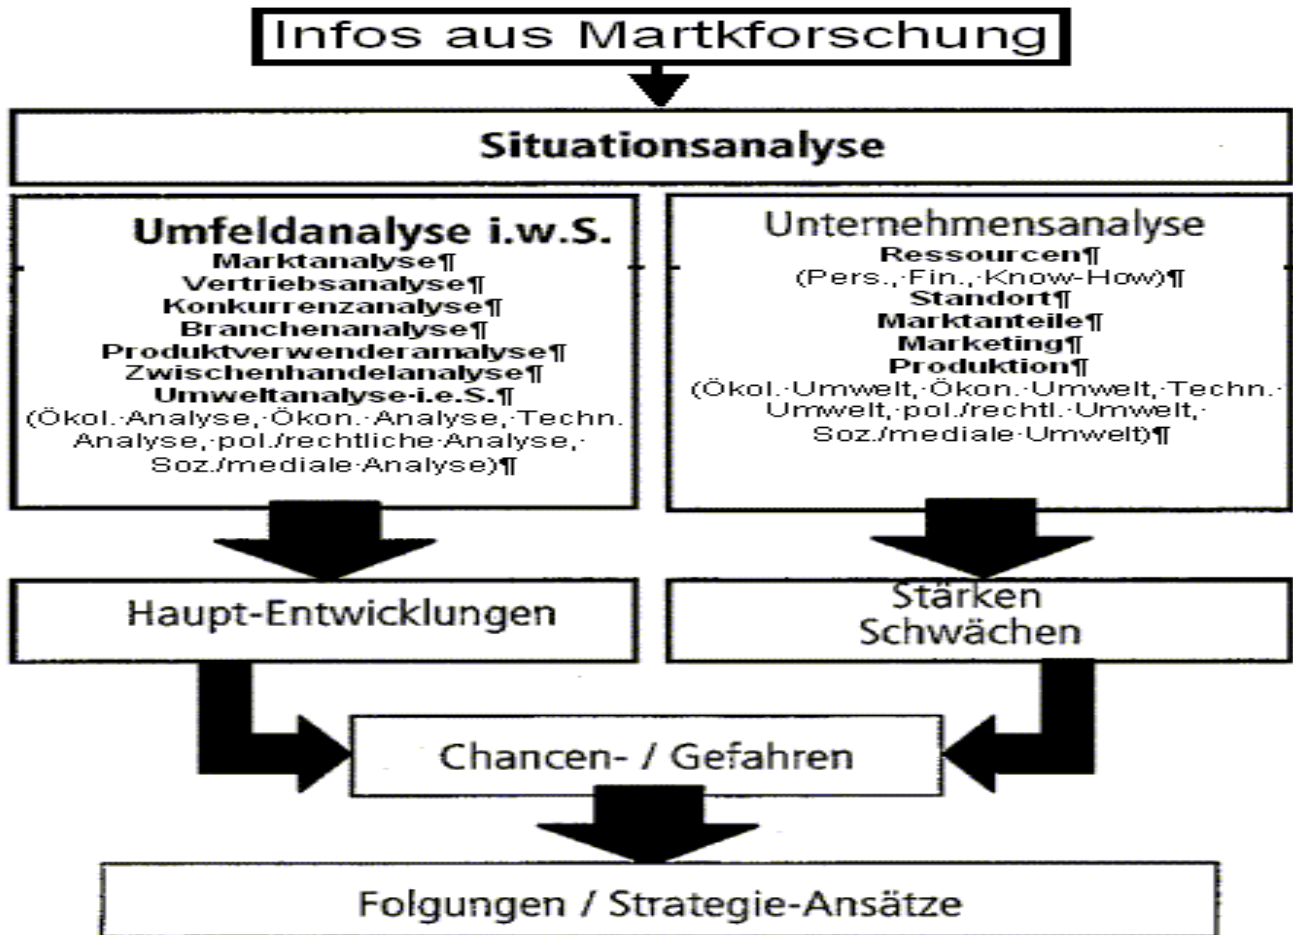 Infos aus Martkforschung
Situationsanalyse
Umfeldanalyse i.w.S.
Marktanalyse¶
Vertriebsanalyse¶
Konkurrenzanalyse¶
Branchenanalyse¶
Produktverwenderamalyse¶
Zwischenhandelanalyse¶
Umweltanalyse·i.e.S.¶
(Ökol.·Analyse,·Ökon.·Analyse,·Techn.
Analyse,·pol./rechtliche·Analyse,·
Soz./mediale·Analyse)¶
Unternehmensanalyse
Ressourcen¶
(Pers.,·Fin.,·Know-How)¶
Standort¶
Marktanteile¶
Marketing¶
Produktion¶
(Ökol.·Umwelt,·Ökon.·Umwelt,·Techn.·
Umwelt,·pol./rechtl.·Umwelt,·
Soz./mediale·Umwelt)¶
Haupt-Entwicklungen
Stärken
Schwächen
Chancen- / Gefahren
Folgungen / Strategie-Ansätze